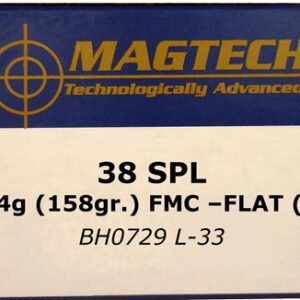 MAGTECH
Technologically Advanced
38 SPL
4g (158gr.) FMC –FLAT (
BH0729 L-33